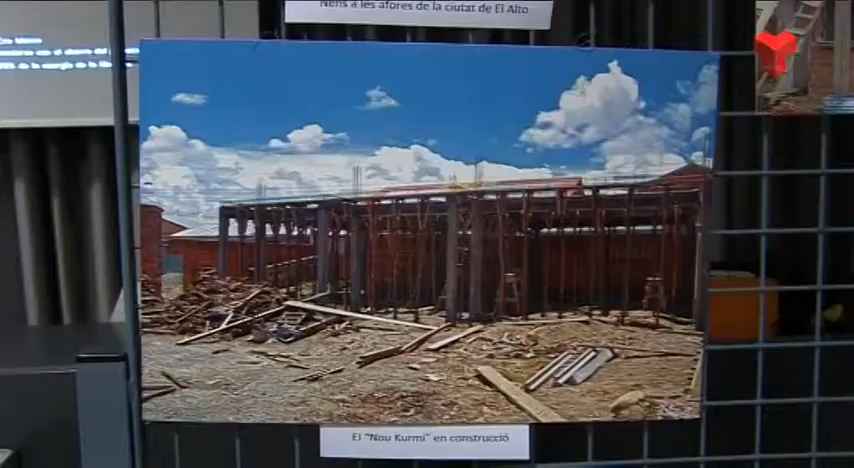 Nens a les afores de la ciutat de El Alto
El "Nou Kurmi" en construcció